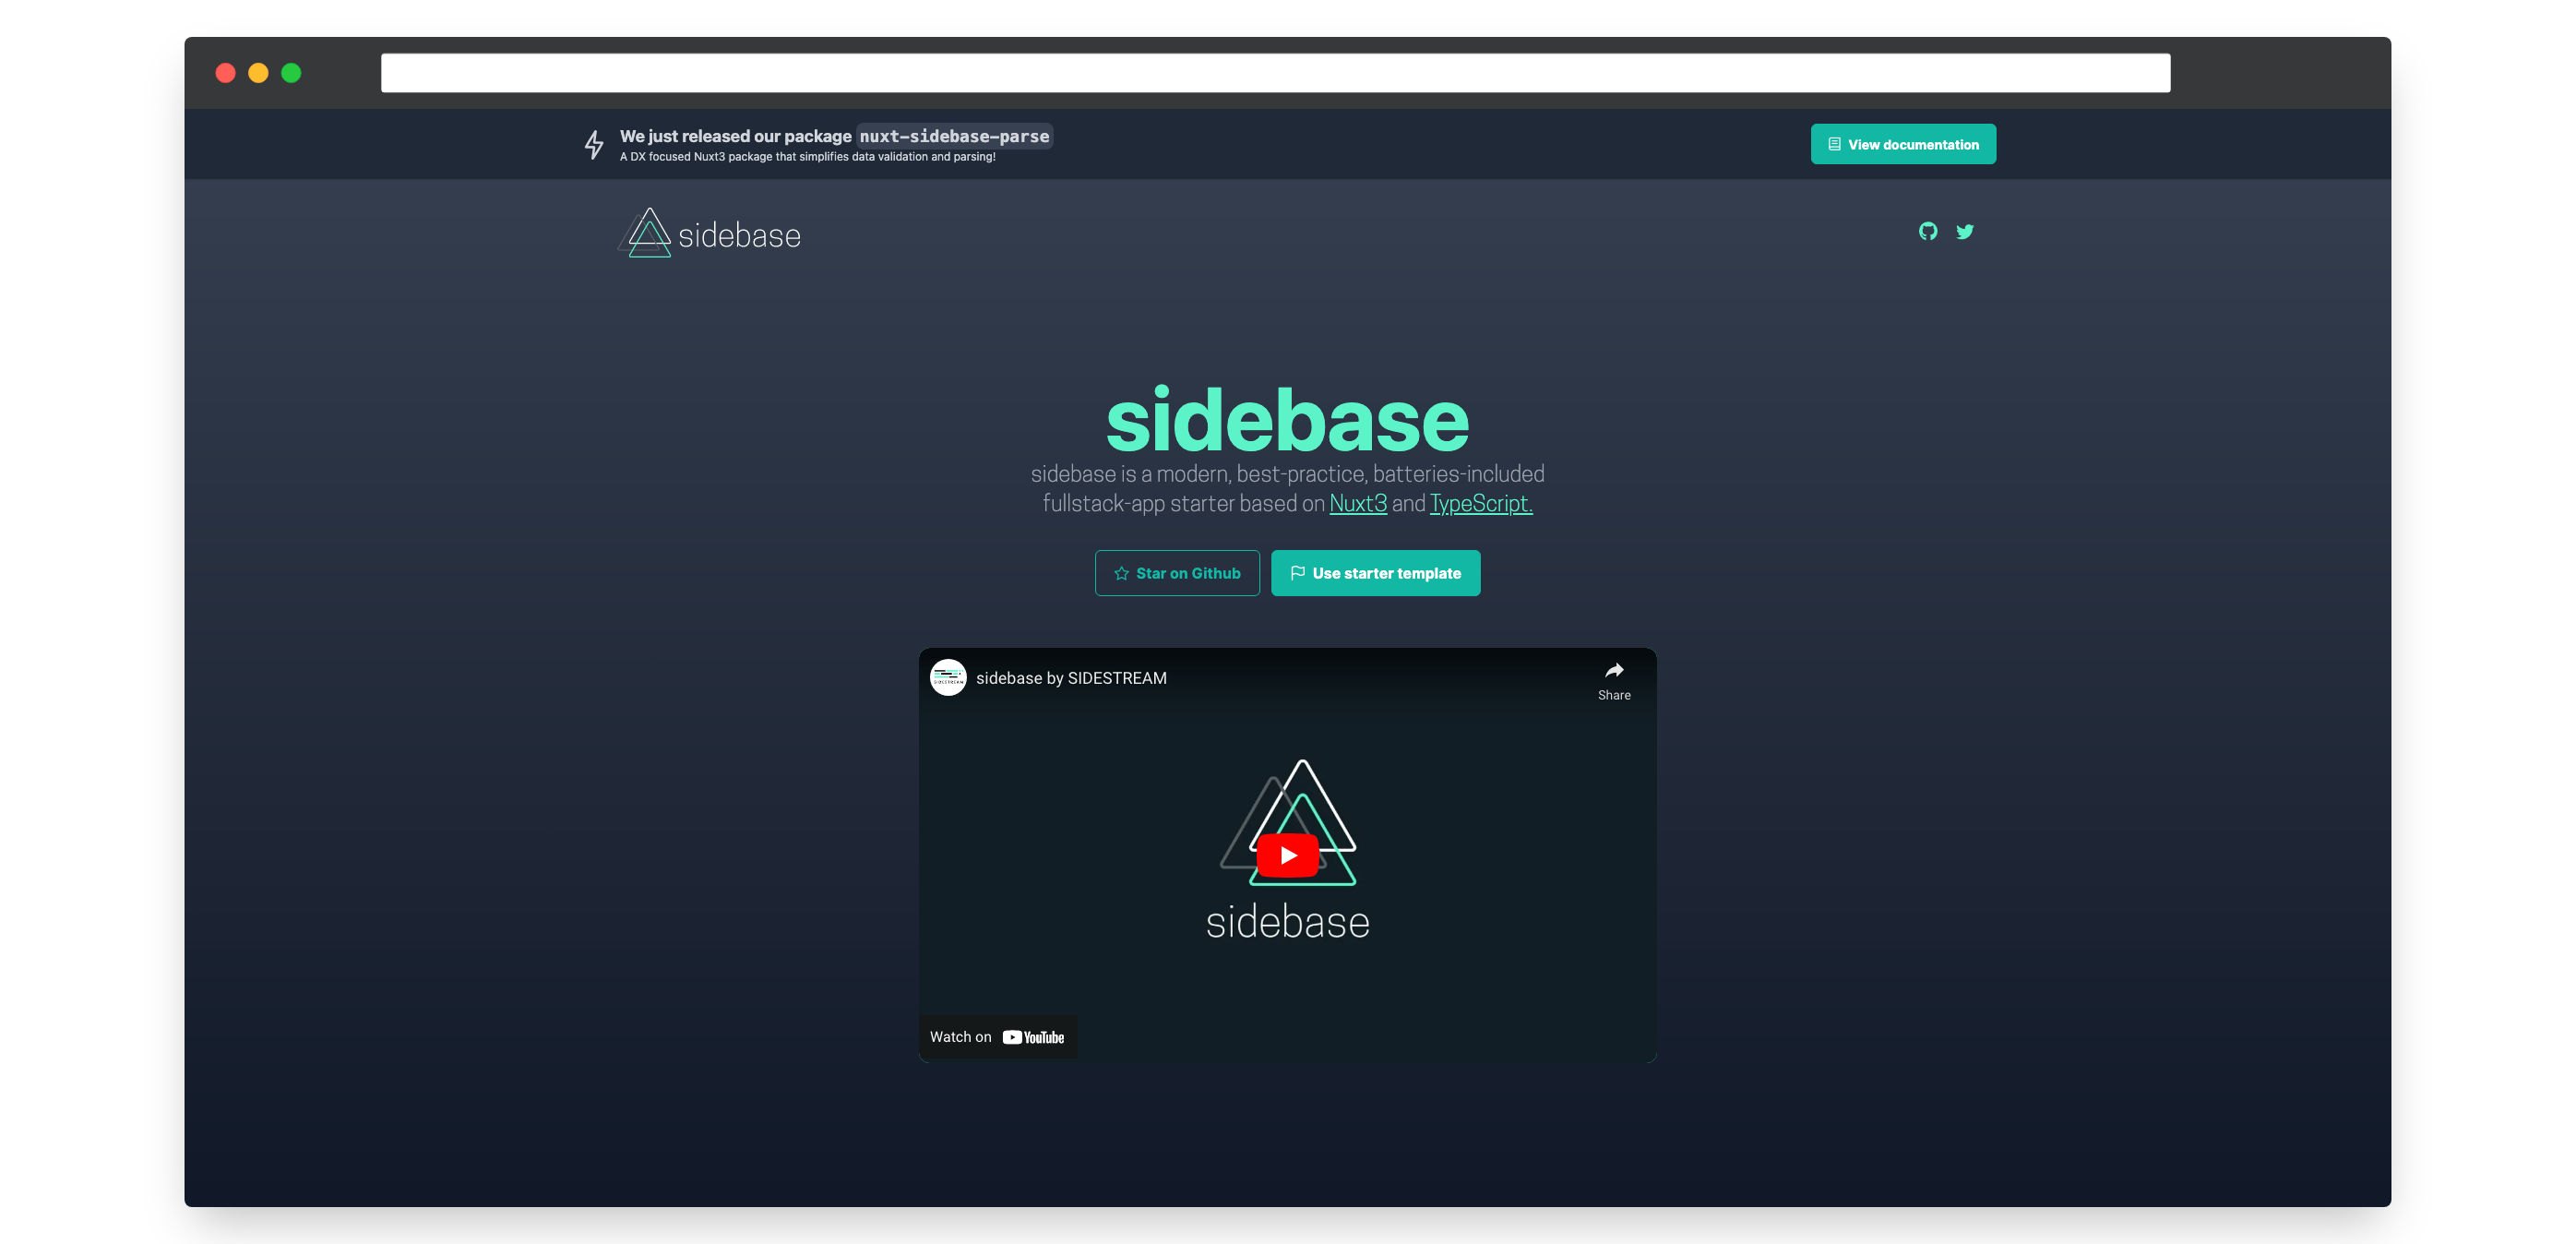 We just released our package nuxt-sidebase-parse
A DX focused Nuxt3 package that simplifies data validation and parsing!
View documentation
sidebase
sidebase
sidebase is a modern, best-practice, batteries-included
fullstack-app starter based on Nuxt3 and TypeScript.
Star on Github
Use starter template
SIDESTREAM
sidebase by SIDESTREAM
Share
sidebase
Watch on YouTube